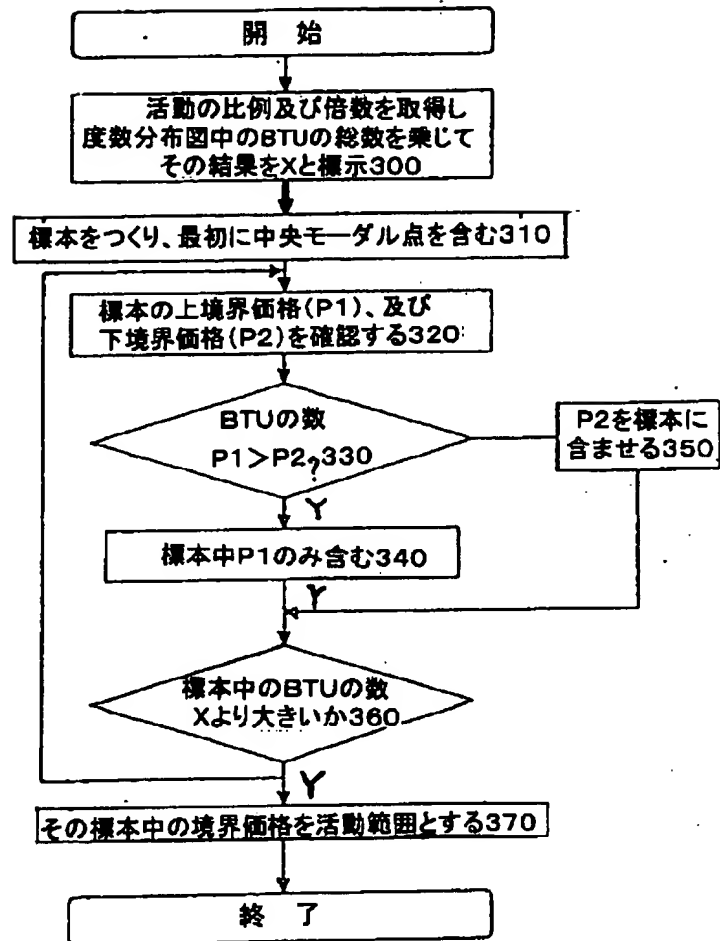 開 始
活動の比例及び倍数を取得し
度数分布図中のBTUの総数を乗じて
その結果をXと標示300
標本をつくり、最初に中央モーダル点を含む310
標本の上境界価格(P1)、及び
下境界価格(P2)を確認する320
BTUの数
P1>P2?330
P2を標本に
含ませる350
Y
標本中P1のみ含む340
Y
標本中のBTUの数
Xより大きいか360
Y
その標本中の境界価格を活動範囲とする370
終 了